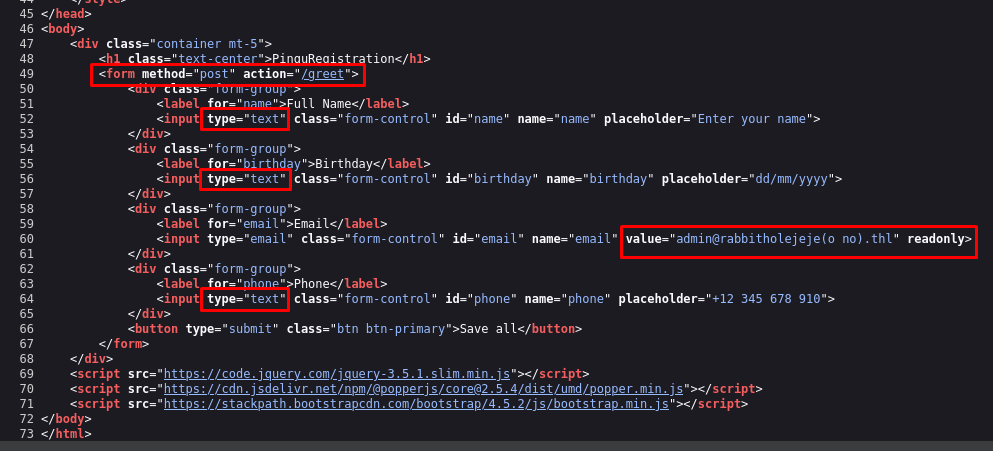 44 </style>
45 </head>
46 <body>
47 <div class="container mt-5">
48 <h1 class="text-center">PinguRegistration</h1>
49 <form method="post" action="/greet">
50 <div class="form-group">
51 <label for="name">Full Name</label>
52 <input type="text" class="form-control" id="name" name="name" placeholder="Enter your name">
53 </div>
54 <div class="form-group">
55 <label for="birthday">Birthday</label>
56 <input type="text" class="form-control" id="birthday" name="birthday" placeholder="dd/mm/yyyy">
57 </div>
58 <div class="form-group">
59 <label for="email">Email</label>
60 <input type="email" class="form-control" id="email" name="email" value="admin@rabbitholejeje(o no).thl" readonly>
61 </div>
62 <div class="form-group">
63 <label for="phone">Phone</label>
64 <input type="text" class="form-control" id="phone" name="phone" placeholder="+12 345 678 910">
65 </div>
66 <button type="submit" class="btn btn-primary">Save all</button>
67 </form>
68 </div>
69 <script src="https://code.jquery.com/jquery-3.5.1.slim.min.js"></script>
70 <script src="https://cdn.jsdelivr.net/npm/@popperjs/core@2.5.4/dist/umd/popper.min.js"></script>
71 <script src="https://stackpath.bootstrapcdn.com/bootstrap/4.5.2/js/bootstrap.min.js"></script>
72 </body>
73 </html>